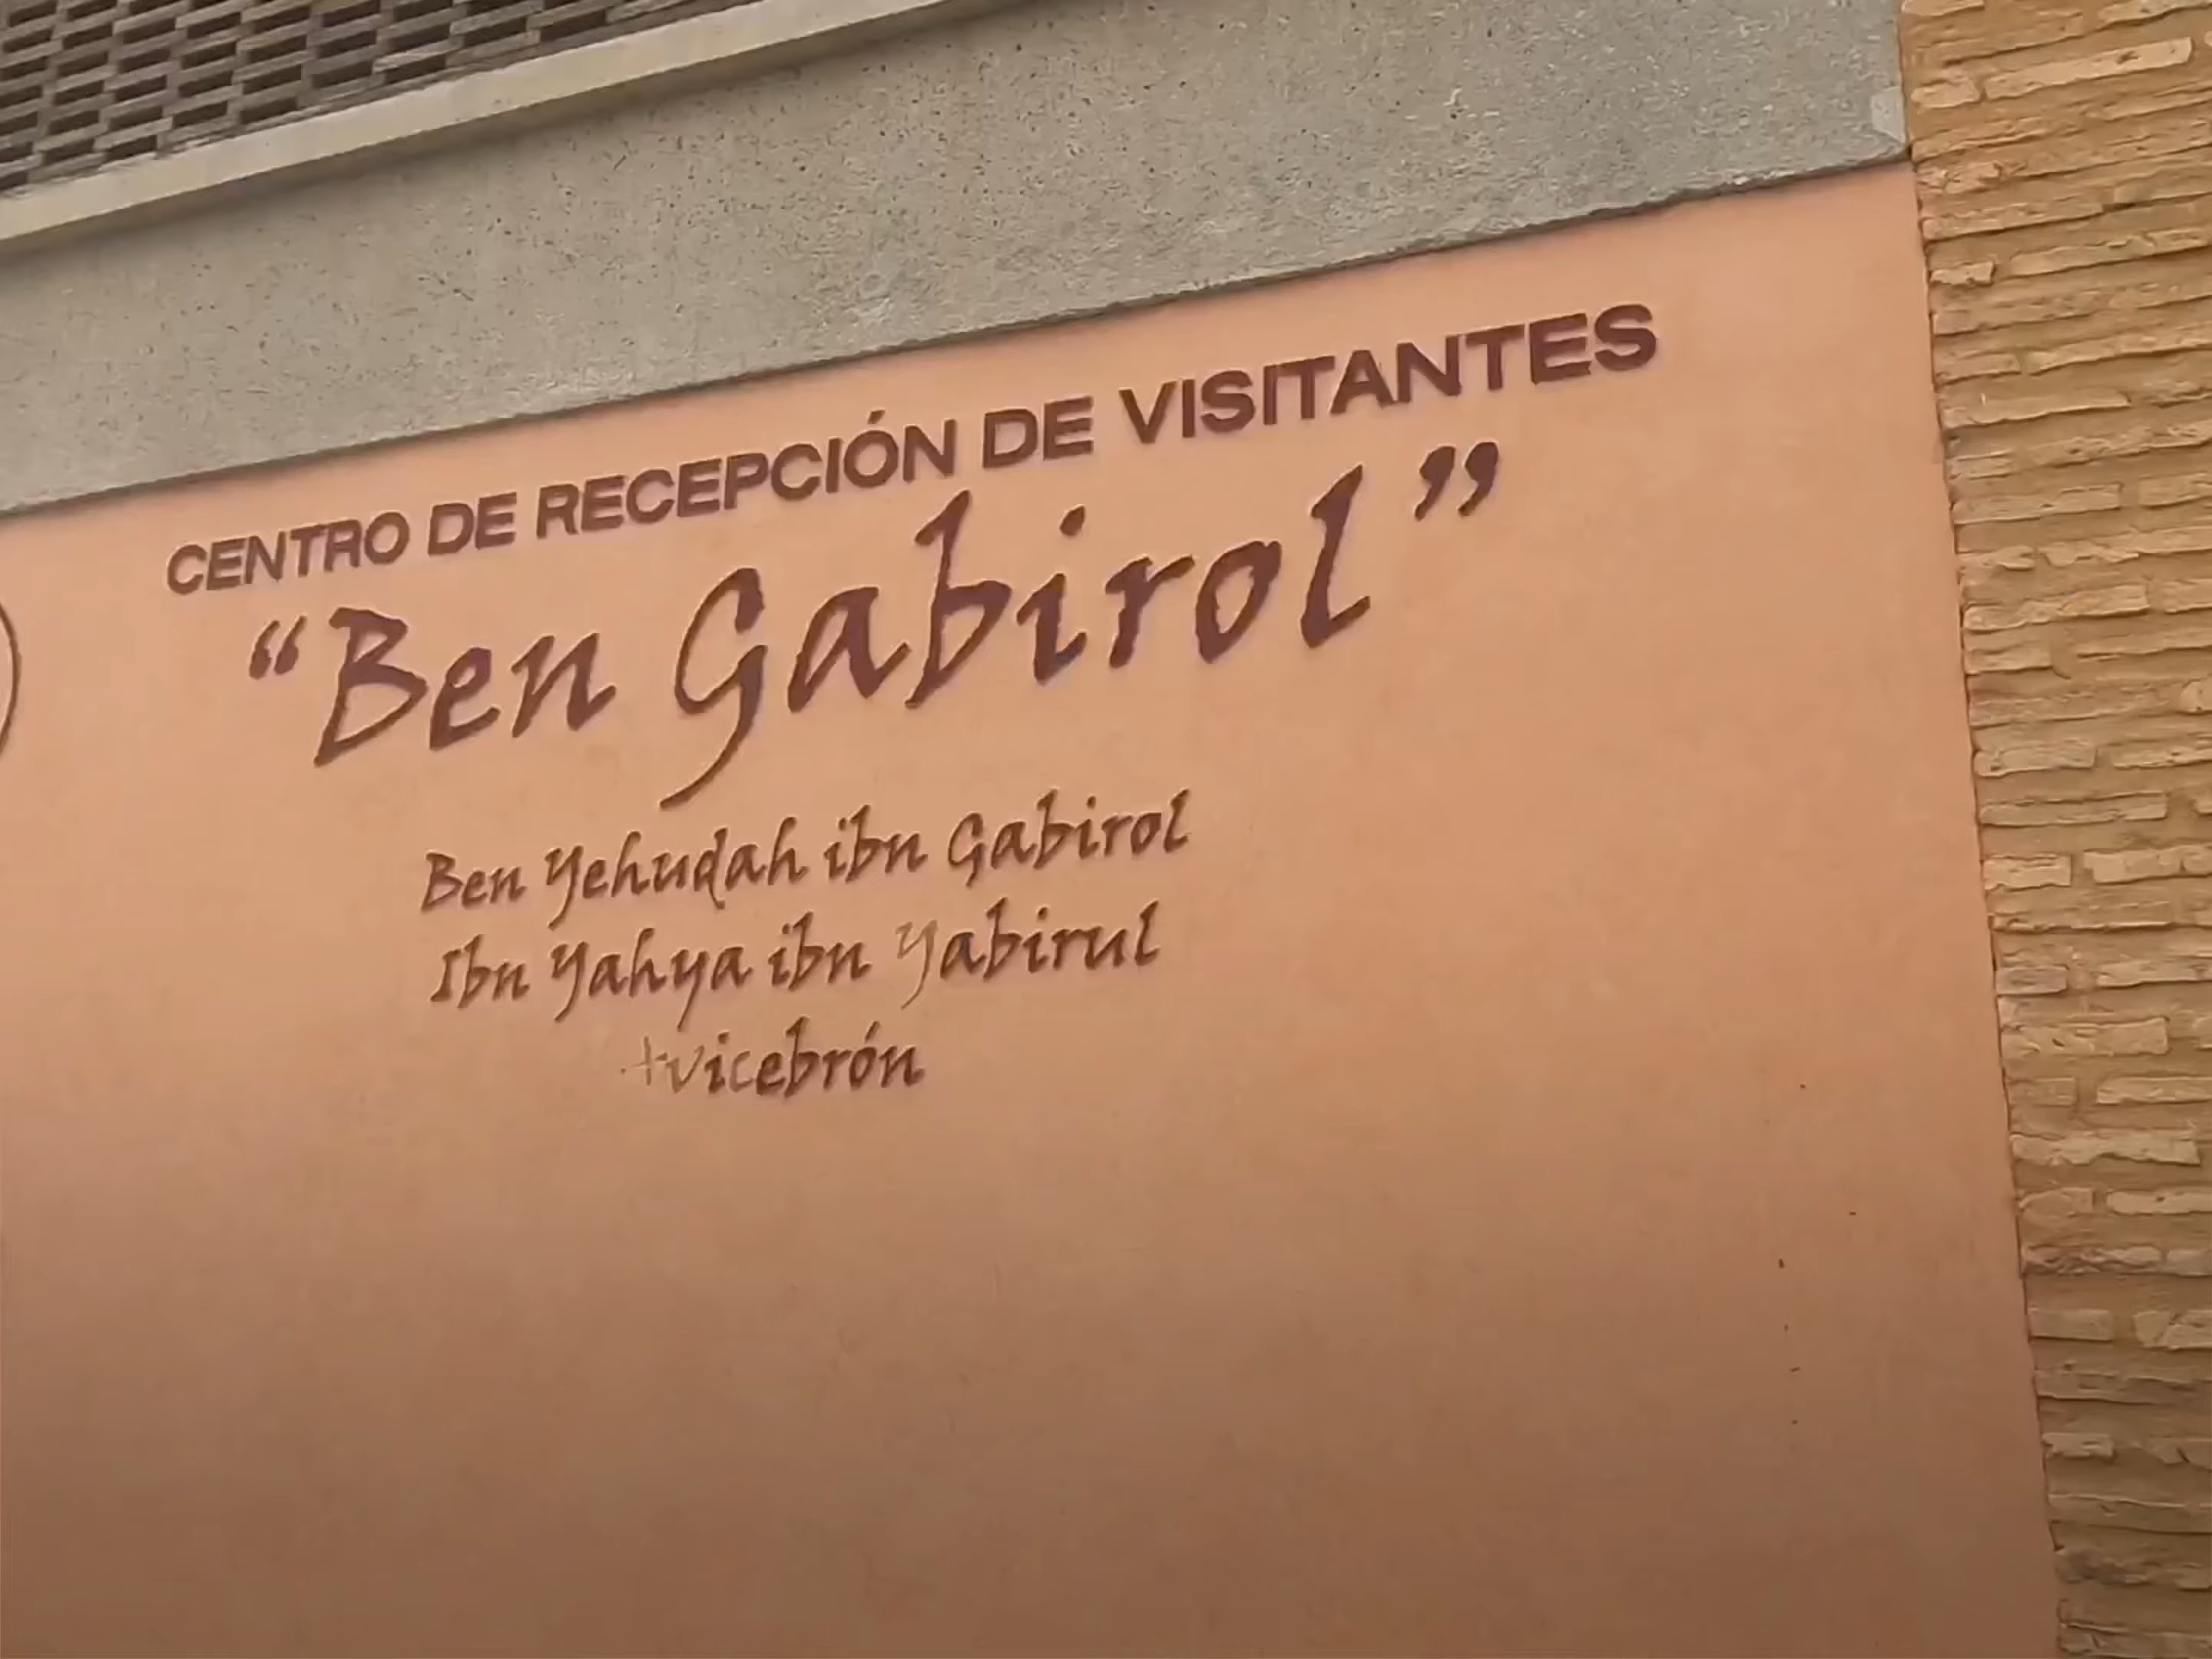 CENTRO DE RECEPCIÓN DE VISITANTES
“Ben Gabirol”
Ben Yehudah ibn Gabirol
Ibn Yahya ibn Yabirul
Avicebrón